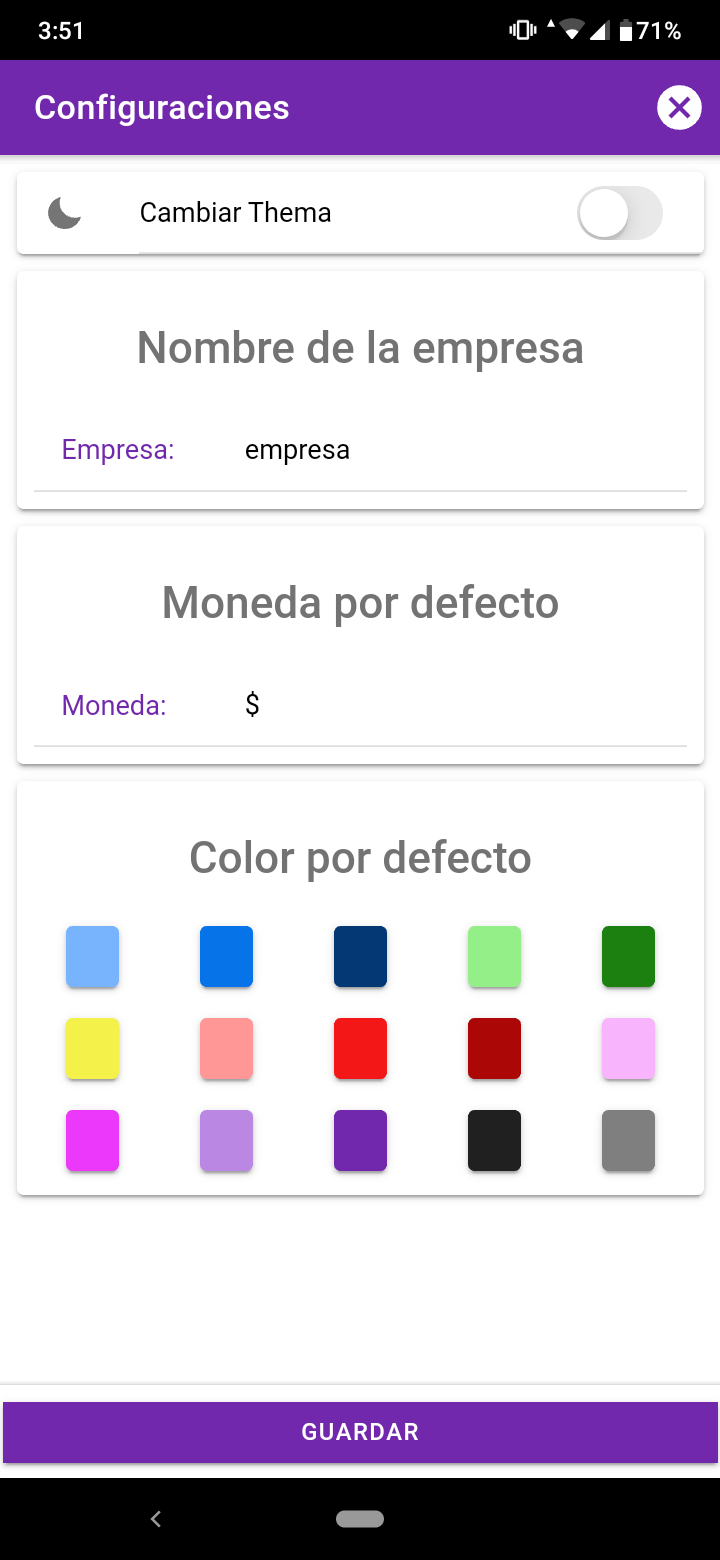 3:51
71%
Configuraciones
Cambiar Thema
Nombre de la empresa
Empresa: empresa
Moneda por defecto
Moneda: $
Color por defecto
GUARDAR